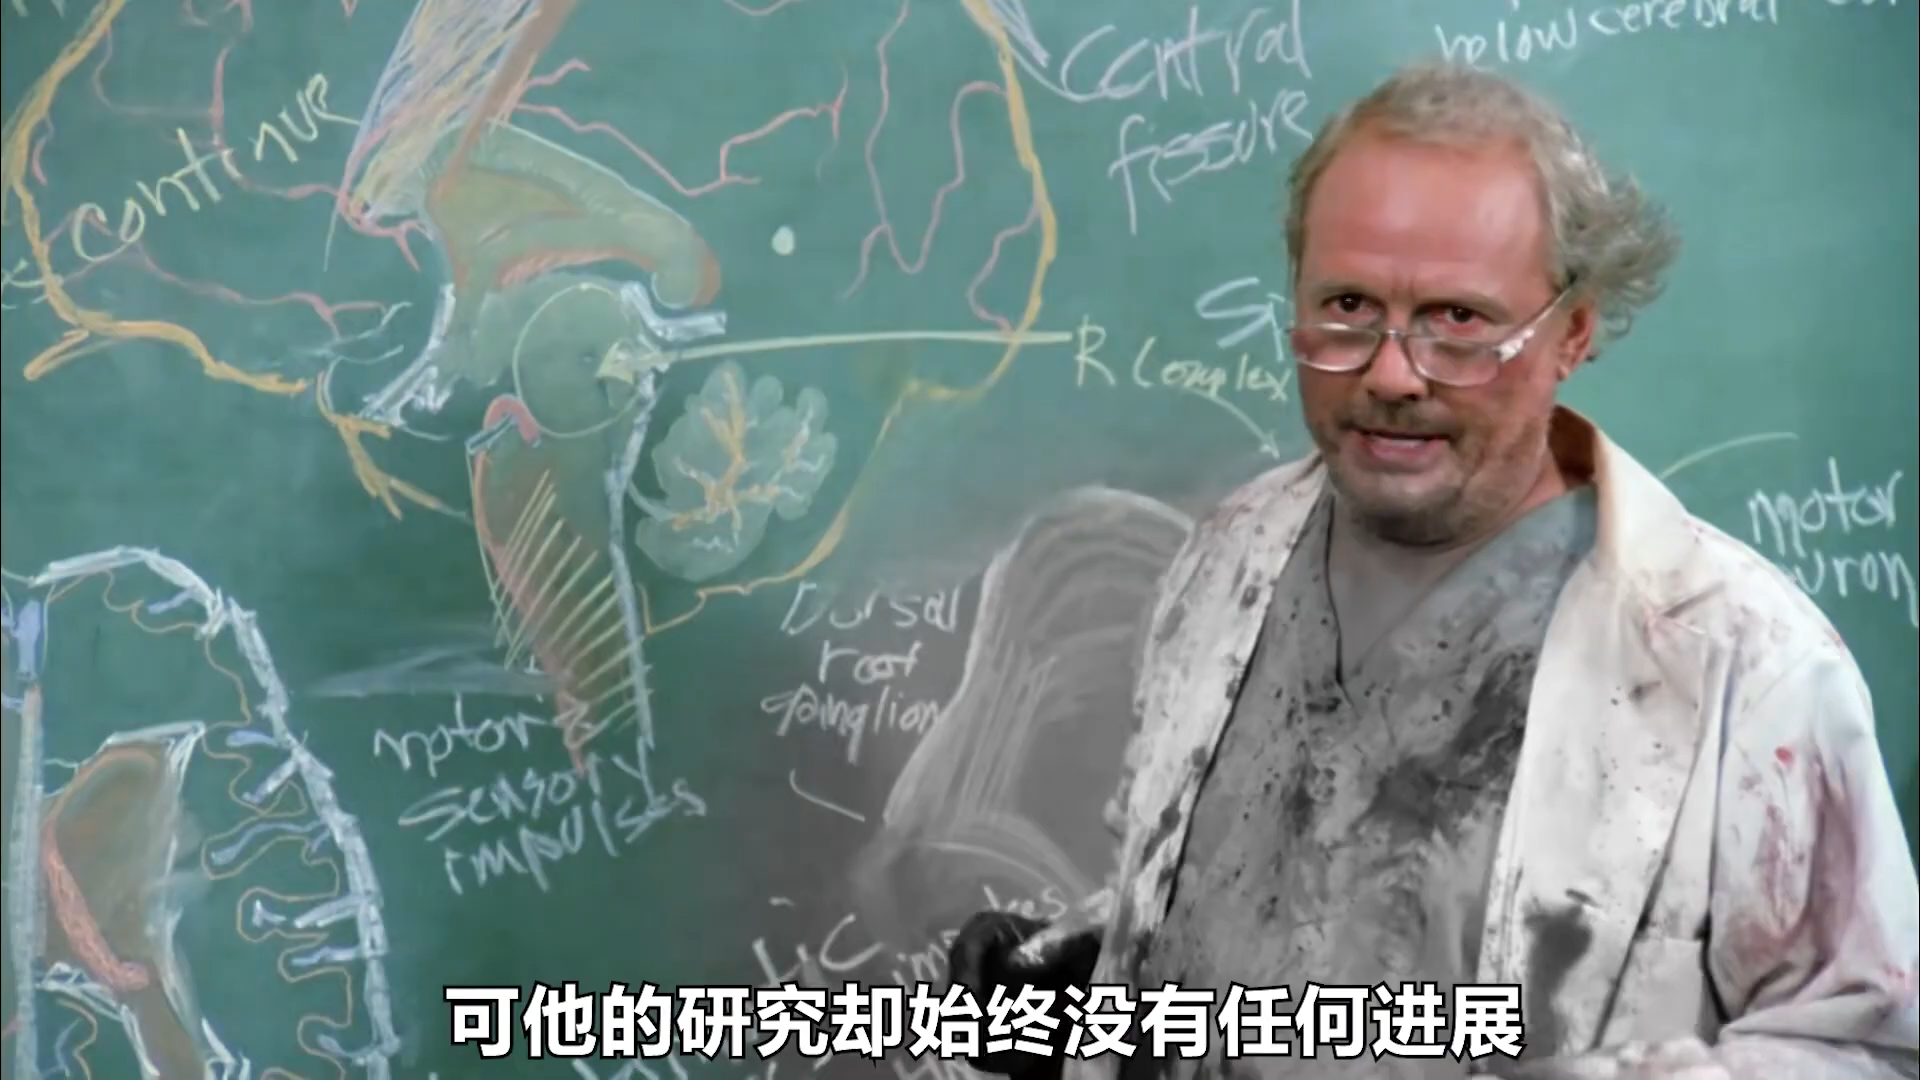 below cerebral
Central
fissure
continue
R Complex
motor
Dorsal
root
ganglion
motor
sensory
impulses
可他的研究却始终没有任何进展